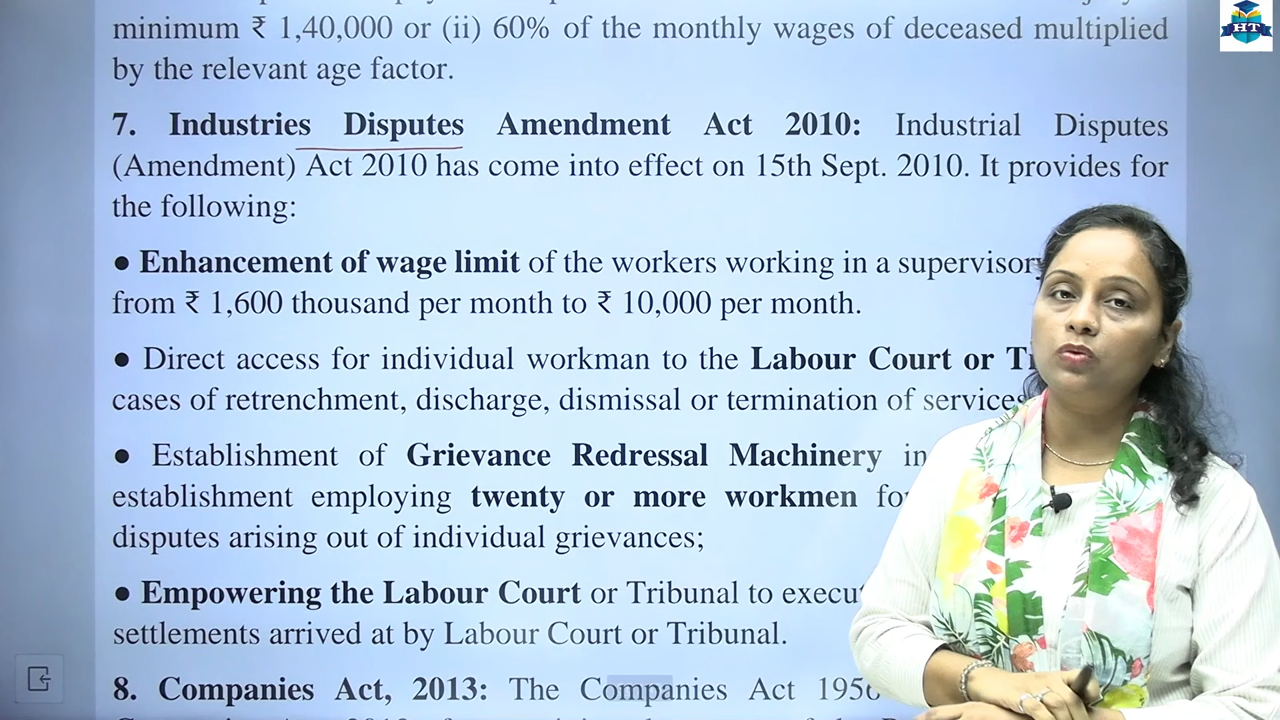 minimum ₹ 1,40,000 or (ii) 60% of the monthly wages of deceased multiplied
by the relevant age factor.
7. Industries Disputes Amendment Act 2010: Industrial Disputes
(Amendment) Act 2010 has come into effect on 15th Sept. 2010. It provides for
the following:
● Enhancement of wage limit of the workers working in a supervisory
from ₹ 1,600 thousand per month to ₹ 10,000 per month.
● Direct access for individual workman to the Labour Court or
cases of retrenchment, discharge, dismissal or termination of services
● Establishment of Grievance Redressal Machinery in
establishment employing twenty or more workmen
disputes arising out of individual grievances;
● Empowering the Labour Court or Tribunal to
settlements arrived at by Labour Court or Tribunal.
8. Companies Act, 2013: The Companies Act
HT